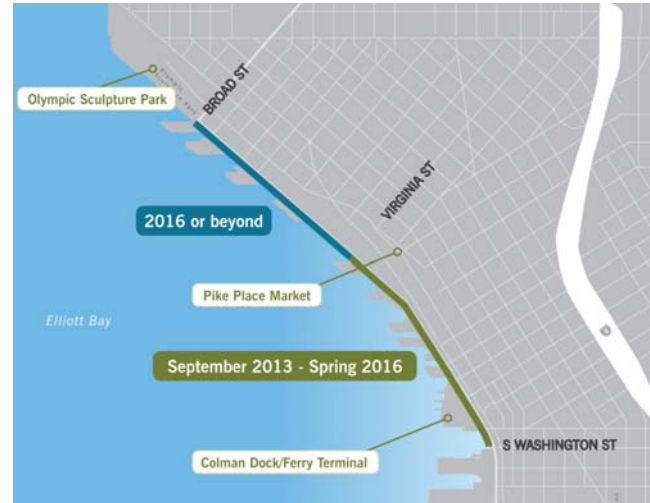 Olympic Sculpture Park
BROAD ST
VIRGINIA ST
2016 or beyond
Pike Place Market
Elliott Bay
September 2013 - Spring 2016
S WASHINGTON ST
Colman Dock/Ferry Terminal